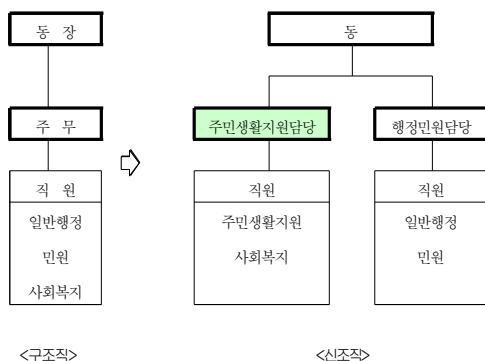 동 장
동
주 무
주민생활지원담당
행정민원담당
직 원
직원
직원
일반행정
주민생활지원
일반행정
민원
사회복지
민원
사회복지
<구조직>
<신조직>